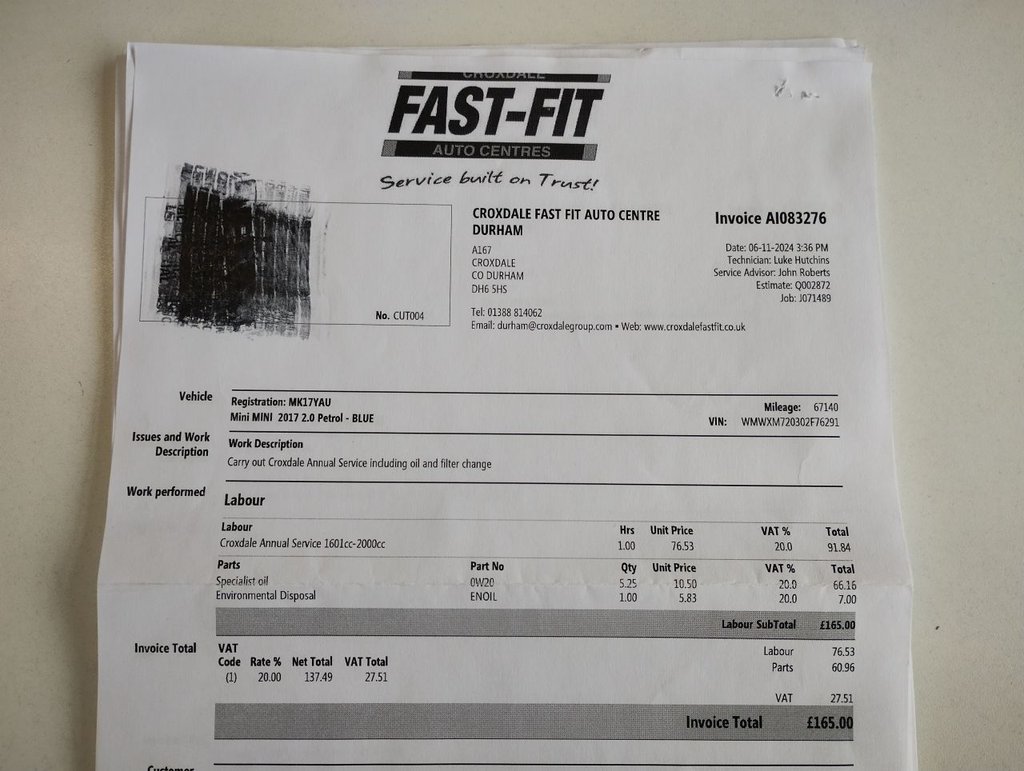 CROXDALE
FAST-FIT
AUTO CENTRES
Service built on Trust!
No. CUT004
CROXDALE FAST FIT AUTO CENTRE
DURHAM
A167
CROXDALE
CO DURHAM
DH6 5HS
Tel: 01388 814062
Email: durham@croxdalegroup.com • Web: www.croxdalefastfit.co.uk
Invoice AI083276
Date: 06-11-2024 3:36 PM
Technician: Luke Hutchins
Service Advisor: John Roberts
Estimate: Q002872
Job: J071489
Vehicle
Registration: MK17YAU
Mini MINI 2017 2.0 Petrol - BLUE
Mileage: 67140
VIN: WMWXM720302F76291
Issues and Work
Description
Work Description
Carry out Croxdale Annual Service including oil and filter change
Work performed
Labour
Labour Hrs Unit Price VAT % Total
Croxdale Annual Service 1601cc-2000cc 1.00 76.53 20.0 91.84
Parts Part No Qty Unit Price VAT % Total
Specialist oil 0W20 5.25 10.50 20.0 66.16
Environmental Disposal ENOIL 1.00 5.83 20.0 7.00
Labour SubTotal £165.00
Invoice Total
VAT
Code Rate % Net Total VAT Total
(1) 20.00 137.49 27.51
Labour 76.53
Parts 60.96
VAT 27.51
Invoice Total £165.00
Customer